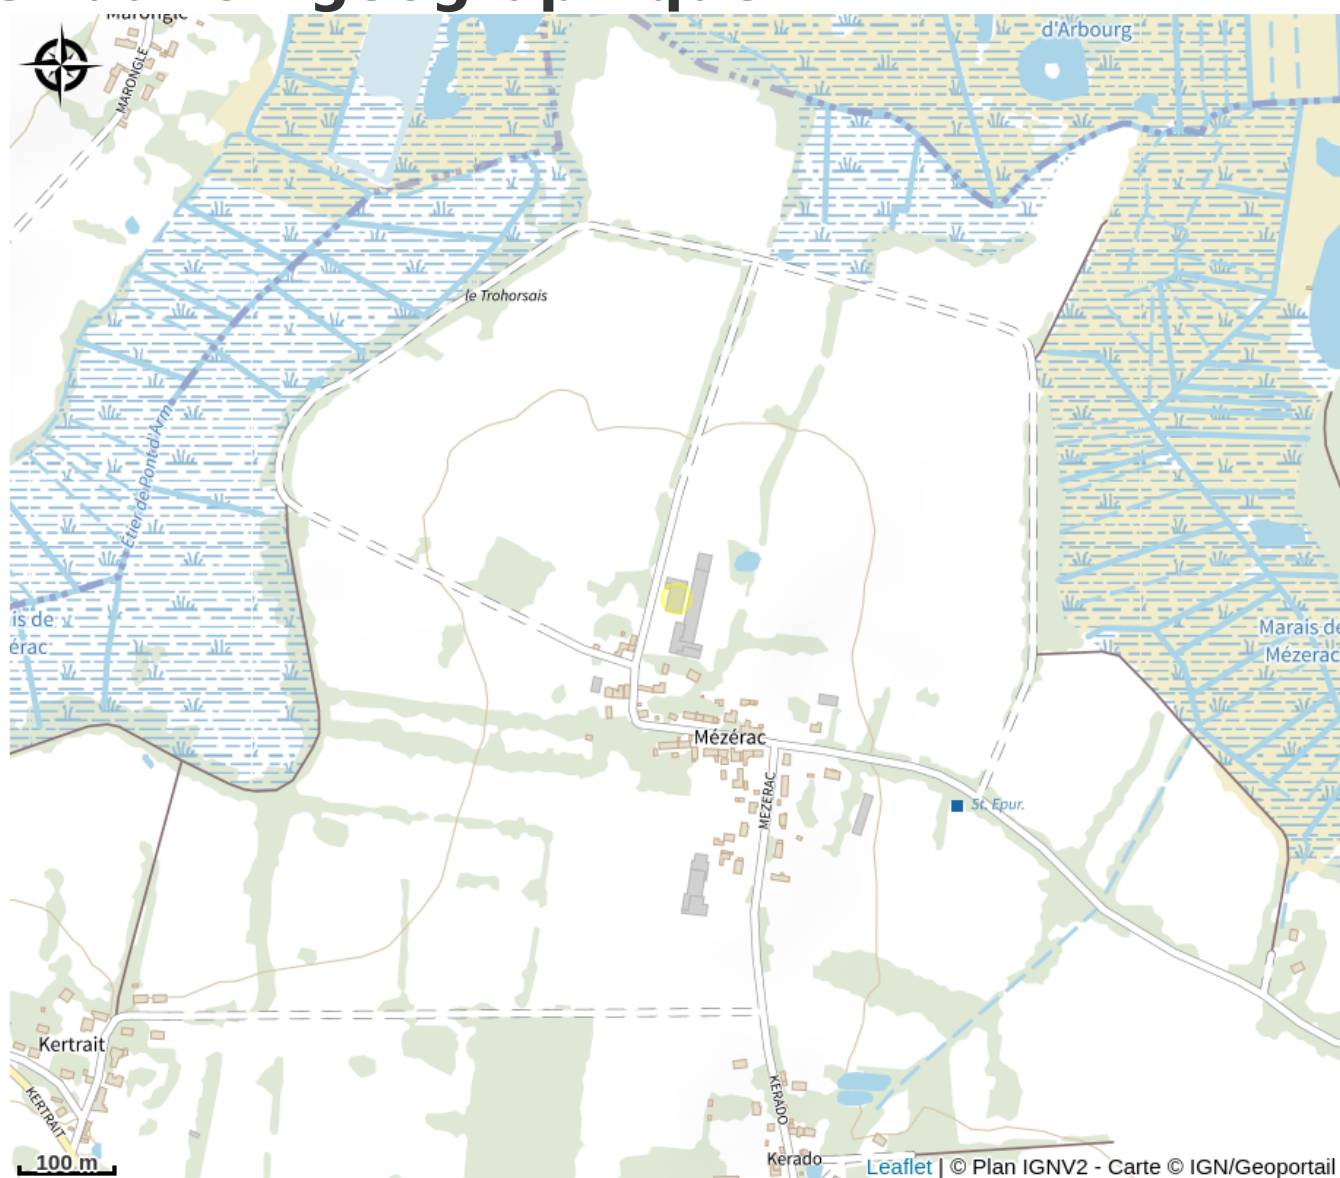 Marongle
MARONGLE
d'Arbourg
le Trohorsais
Étier de Pont d'Arm
is de
érac
Marais de
Mézerac
Mézérac
MEZERAC
St. Epur.
Kertrait
KERTRAIT
KERADO
Kerado
100 m
Leaflet | © Plan IGNV2 - Carte © IGN/Geoportail